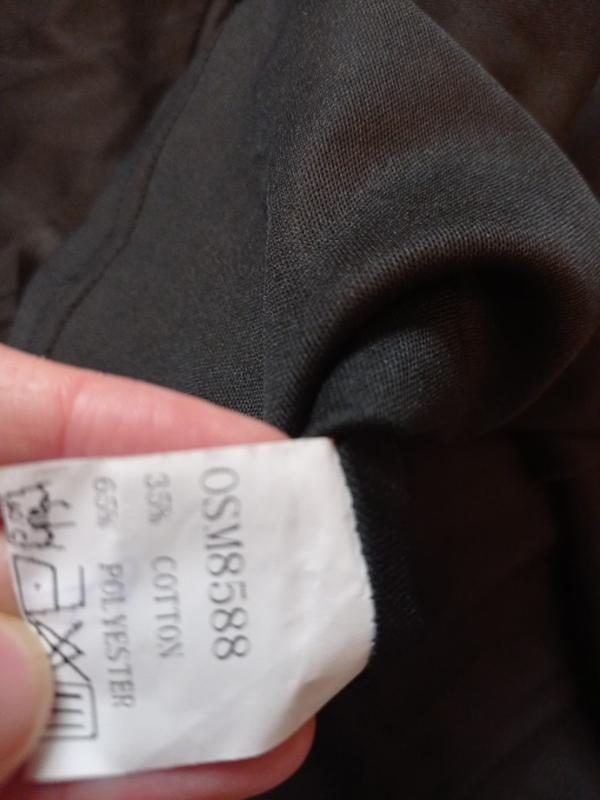 OSM8588
35% COTTON
65% POLYESTER